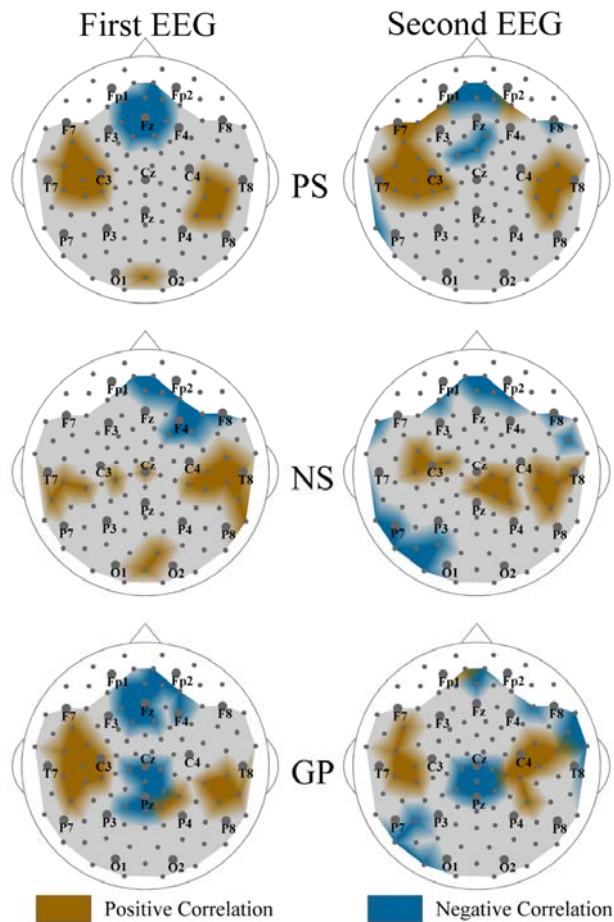 First EEG Second EEG
Fp1 Fp2 Fp1 Fp2
F7 F3 Fz F4 F8 F7 F3 Fz F4 F8
T7 C3 Cz C4 T8 PS T7 C3 Cz C4 T8
P7 P3 Pz P4 P8 P7 P3 Pz P4 P8
O1 O2 O1 O2
Fp1 Fp2 Fp1 Fp2
F7 F3 Fz F4 F8 F7 F3 Fz F4 F8
T7 C3 Cz C4 T8 NS T7 C3 Cz C4 T8
P7 P3 Pz P4 P8 P7 P3 Pz P4 P8
O1 O2 O1 O2
Fp1 Fp2 Fp1 Fp2
F7 F3 Fz F4 F8 F7 F3 Fz F4 F8
T7 C3 Cz C4 T8 GP T7 C3 Cz C4 T8
P7 P3 Pz P4 P8 P7 P3 Pz P4 P8
O1 O2 O1 O2
Positive Correlation Negative Correlation